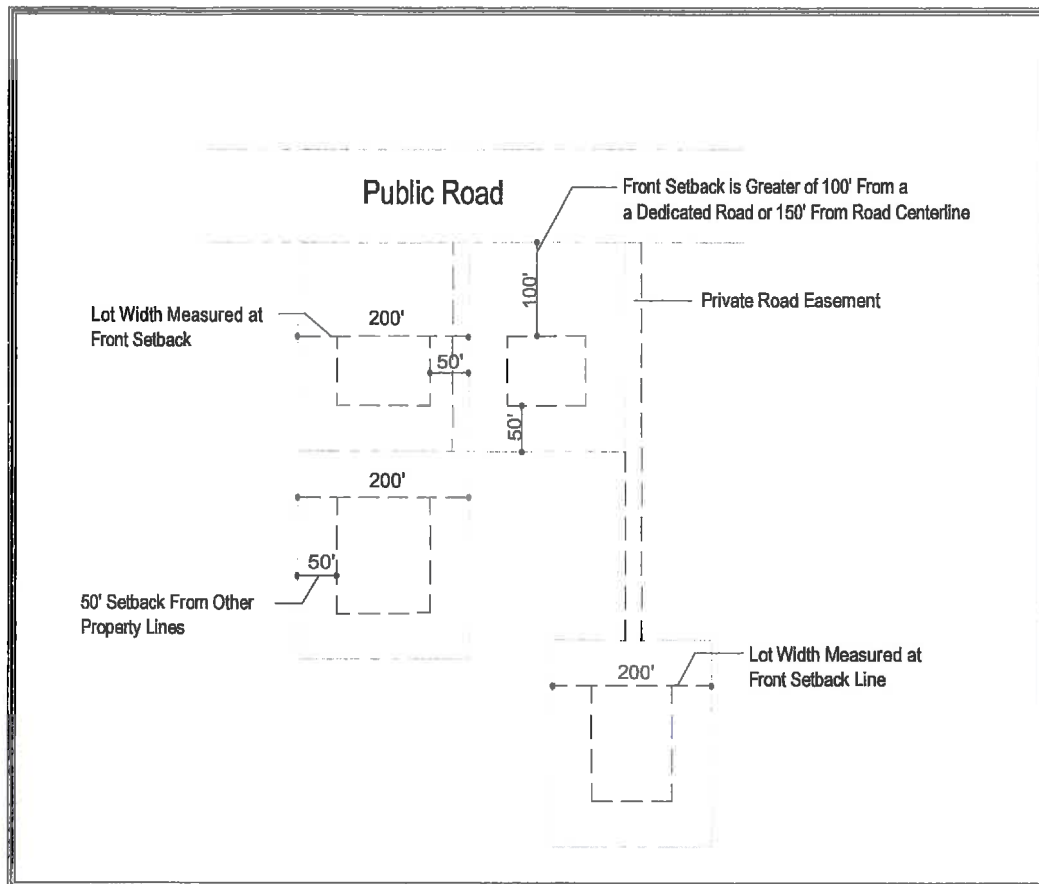 Public Road
Front Setback is Greater of 100' From a
a Dedicated Road or 150' From Road Centerline
100'
Private Road Easement
Lot Width Measured at
Front Setback
200'
50'
50'
200'
50'
50' Setback From Other
Property Lines
Lot Width Measured at
Front Setback Line
200'